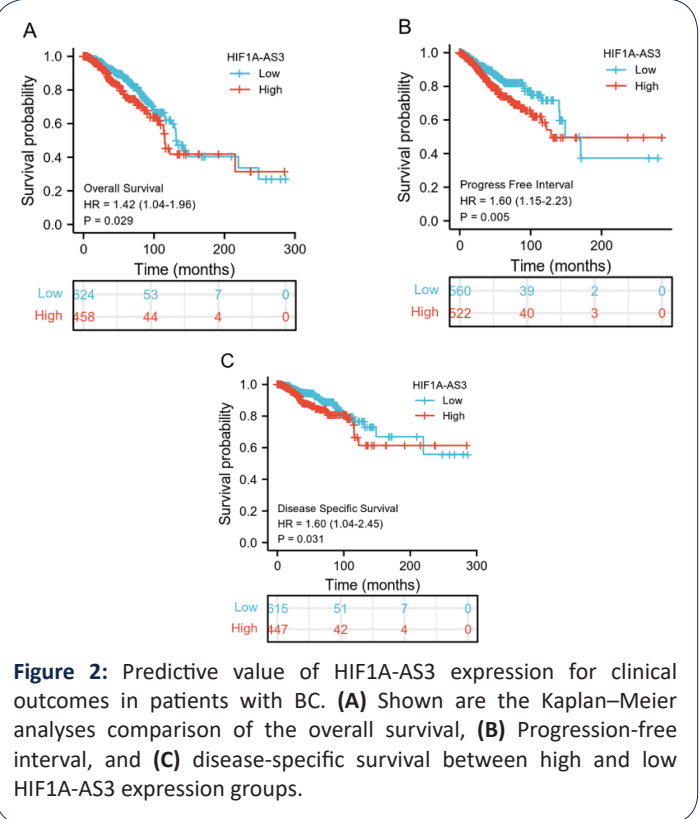 A
HIF1A-AS3
Low
High
Survival probability
1.0
0.8
0.6
0.4
0.2
0.0
Overall Survival
HR = 1.42 (1.04-1.96)
P = 0.029
0 100 200 300
Time (months)
Low 624 53 7 0
High 458 44 4 0
B
HIF1A-AS3
Low
High
Survival probability
1.0
0.8
0.6
0.4
0.2
0.0
Progress Free Interval
HR = 1.60 (1.15-2.23)
P = 0.005
0 100 200
Time (months)
Low 560 39 2 0
High 522 40 3 0
C
HIF1A-AS3
Low
High
Survival probability
1.0
0.8
0.6
0.4
0.2
0.0
Disease Specific Survival
HR = 1.60 (1.04-2.45)
P = 0.031
0 100 200 300
Time (months)
Low 615 51 7 0
High 447 42 4 0
Figure 2: Predictive value of HIF1A-AS3 expression for clinical
outcomes in patients with BC. (A) Shown are the Kaplan–Meier
analyses comparison of the overall survival, (B) Progression-free
interval, and (C) disease-specific survival between high and low
HIF1A-AS3 expression groups.